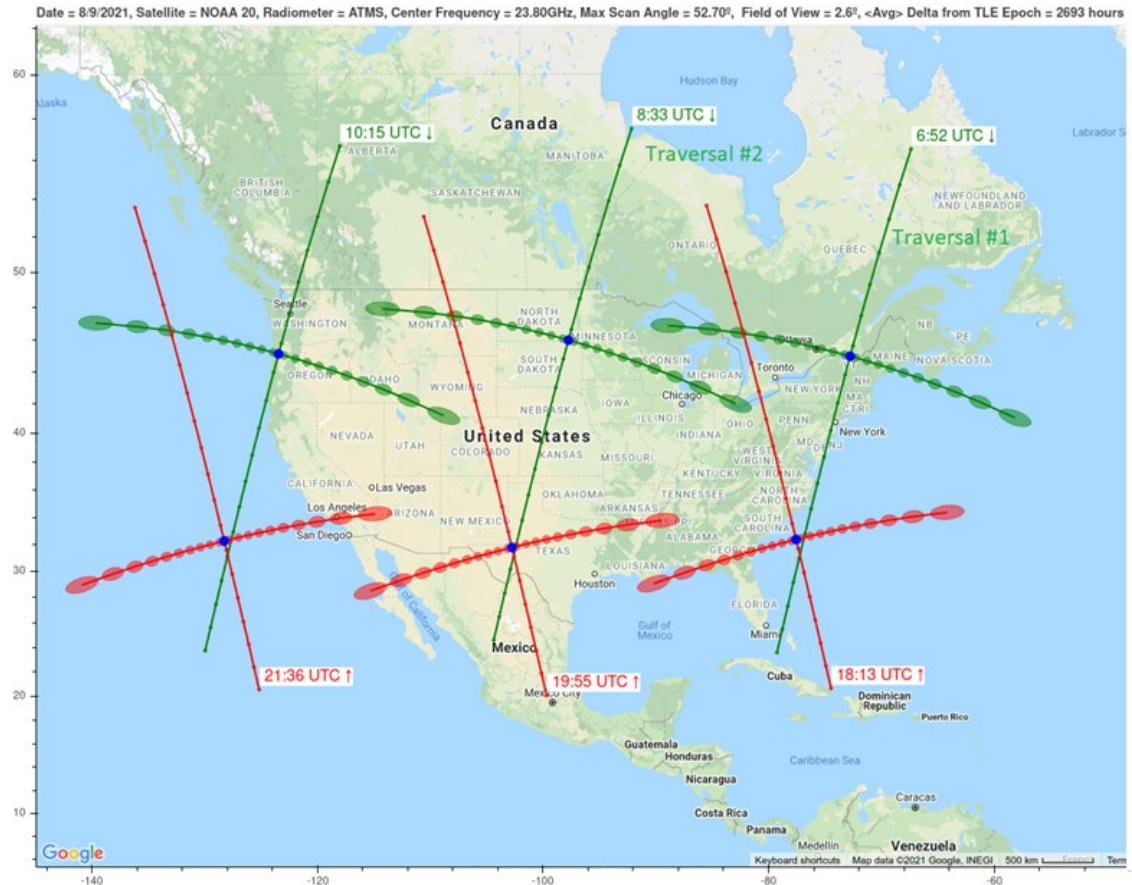 Date = 8/9/2021, Satellite = NOAA 20, Radiometer = ATMS, Center Frequency = 23.80GHz, Max Scan Angle = 52.70º, Field of View = 2.6º, <Avg> Delta from TLE Epoch = 2693 hours
60
50
40
30
20
10
-140
-120
-100
-80
-60
Hudson Bay
Alaska
Canada
Labrador S
8:33 UTC ↓
10:15 UTC ↓
6:52 UTC ↓
ALBERTA
MANITOBA
Traversal #2
BRITISH
COLUMBIA
SASKATCHEWAN
NEWFOUNDLAND
AND LABRADOR
ONTARIO
QUEBEC
Traversal #1
Seattle
WASHINGTON
MONTANA
NORTH
DAKOTA
MINNESOTA
Ottawa
NB
PE
NOVA SCOTIA
MAINE
OREGON
IDAHO
SOUTH
DAKOTA
WISCONSIN
MICHIGAN
Toronto
NEW YORK
NH
MA
CT RI
WYOMING
Chicago
IOWA
NEBRASKA
ILLINOIS
INDIANA
OHIO
PENN
New York
MD
DE
NJ
NEVADA
UTAH
COLORADO
United States
KANSAS
MISSOURI
WEST
VIRGINIA
VIRGINIA
KENTUCKY
CALIFORNIA
Las Vegas
OKLAHOMA
TENNESSEE
NORTH
CAROLINA
Los Angeles
ARIZONA
NEW MEXICO
ARKANSAS
MISSISSIPPI
SOUTH
CAROLINA
San Diego
TEXAS
ALABAMA
GEORGIA
LOUISIANA
Houston
Gulf of California
FLORIDA
Gulf of
Mexico
Miami
Mexico
21:36 UTC ↑
19:55 UTC ↑
18:13 UTC ↑
Mexico City
Cuba
Dominican
Republic
Puerto Rico
Guatemala
Honduras
Caribbean Sea
Nicaragua
Costa Rica
Caracas
Panama
Medellin
Venezuela
Google
Keyboard shortcuts
Map data ©2021 Google, INEGI
500 km
Term